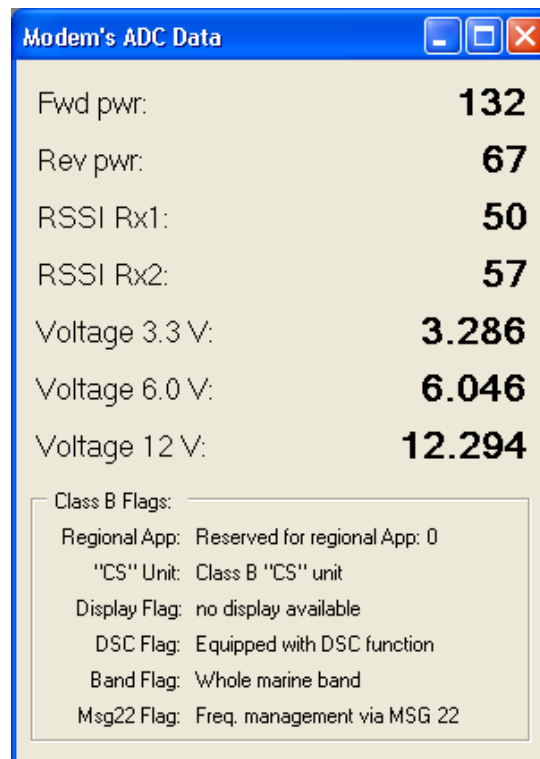 Modem's ADC Data
Fwd pwr: 132
Rev pwr: 67
RSSI Rx1: 50
RSSI Rx2: 57
Voltage 3.3 V: 3.286
Voltage 6.0 V: 6.046
Voltage 12 V: 12.294
Class B Flags:
Regional App: Reserved for regional App: 0
"CS" Unit: Class B "CS" unit
Display Flag: no display available
DSC Flag: Equipped with DSC function
Band Flag: Whole marine band
Msg22 Flag: Freq. management via MSG 22